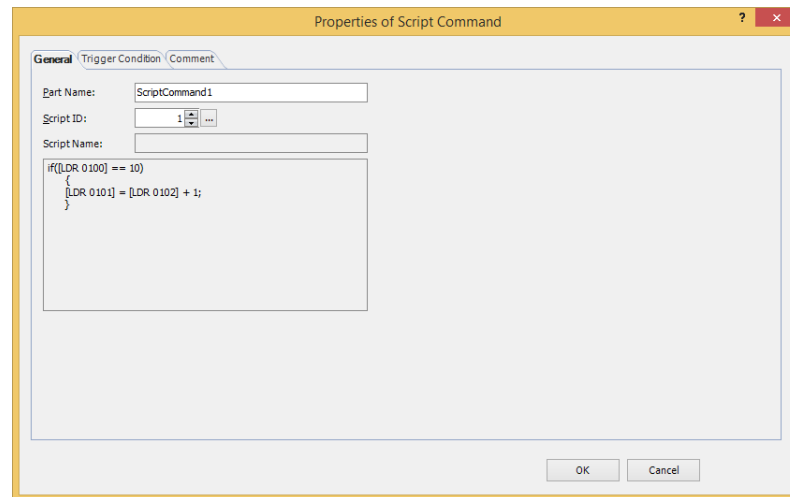 Properties of Script Command
General Trigger Condition Comment
Part Name: ScriptCommand1
Script ID: 1 ...
Script Name:
if([LDR 0100] == 10)
{
[LDR 0101] = [LDR 0102] + 1;
}
OK Cancel